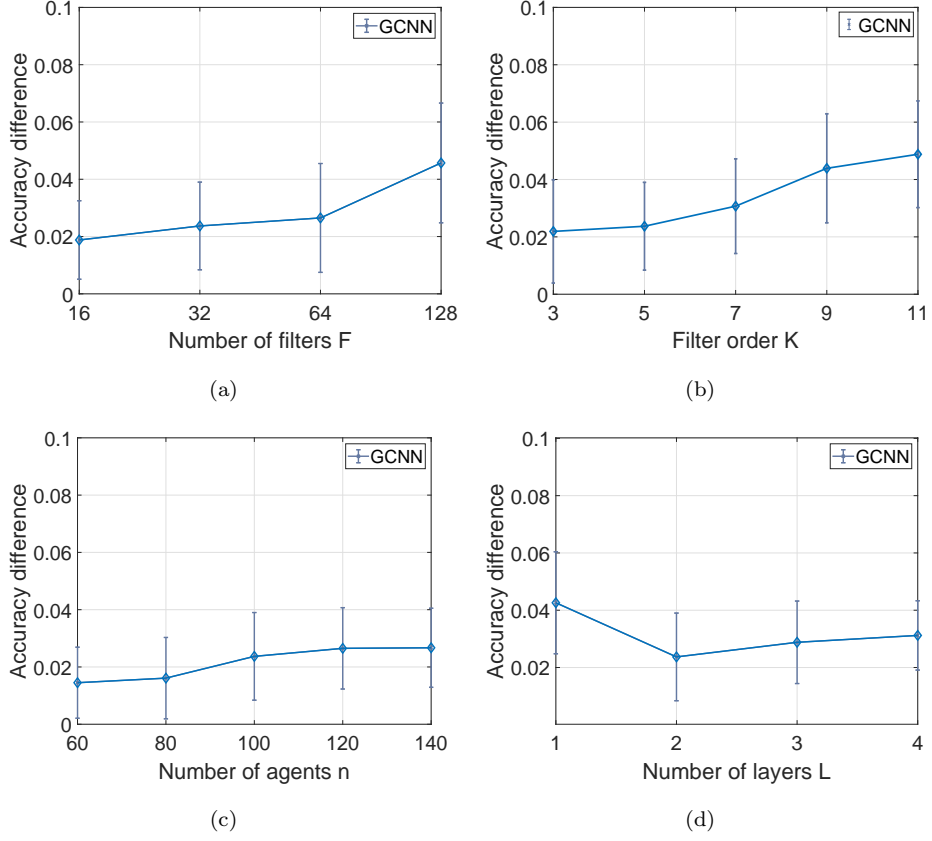 0.1
0.08
0.06
0.04
0.02
0
Accuracy difference
GCNN
16 32 64 128
Number of filters F
(a)
0.1
0.08
0.06
0.04
0.02
0
Accuracy difference
GCNN
3 5 7 9 11
Filter order K
(b)
0.1
0.08
0.06
0.04
0.02
0
Accuracy difference
GCNN
60 80 100 120 140
Number of agents n
(c)
0.1
0.08
0.06
0.04
0.02
Accuracy difference
GCNN
1 2 3 4
Number of layers L
(d)